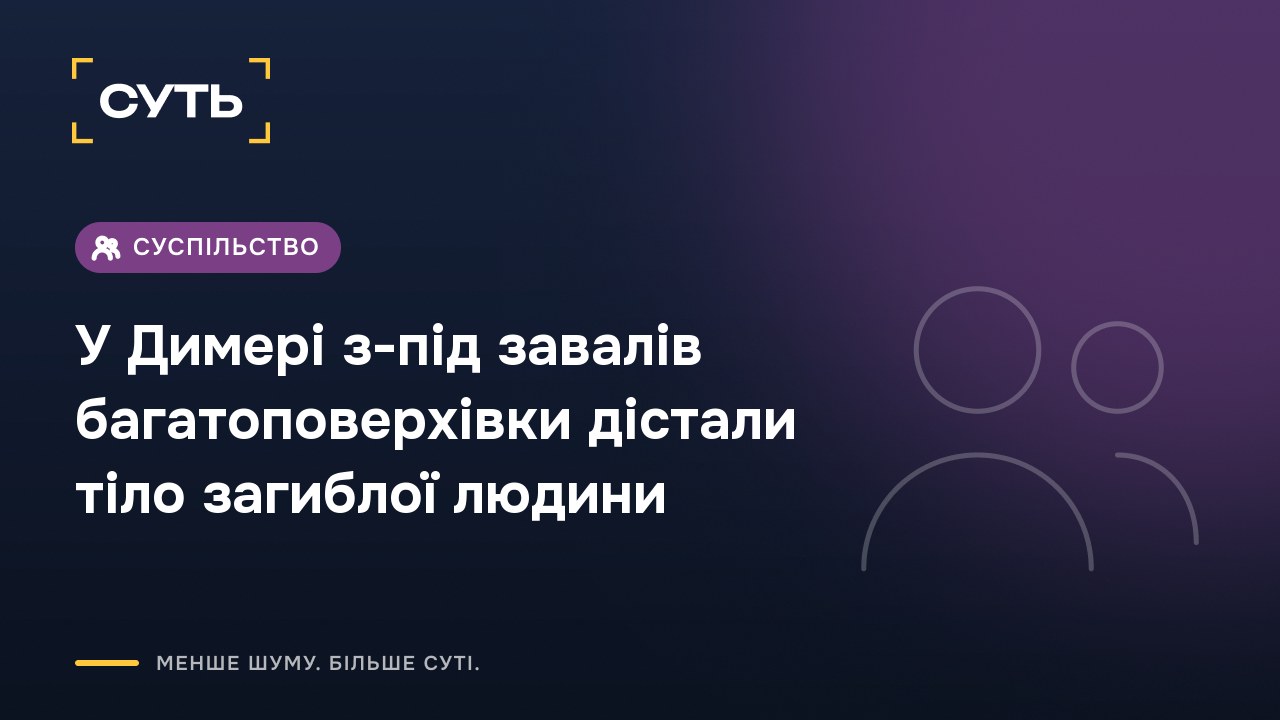 СУТЬ
СУСПІЛЬСТВО
У Димері з-під завалів
багатоповерхівки дістали
тіло загиблої людини
МЕНШЕ ШУМУ. БІЛЬШЕ СУТІ.